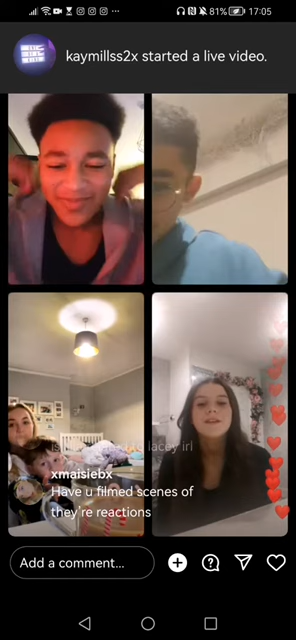 81% 17:05
kaymillss2x started a live video.
to lacey irl
xmaisiebx
Have u filmed scenes of
they're reactions
Add a comment...